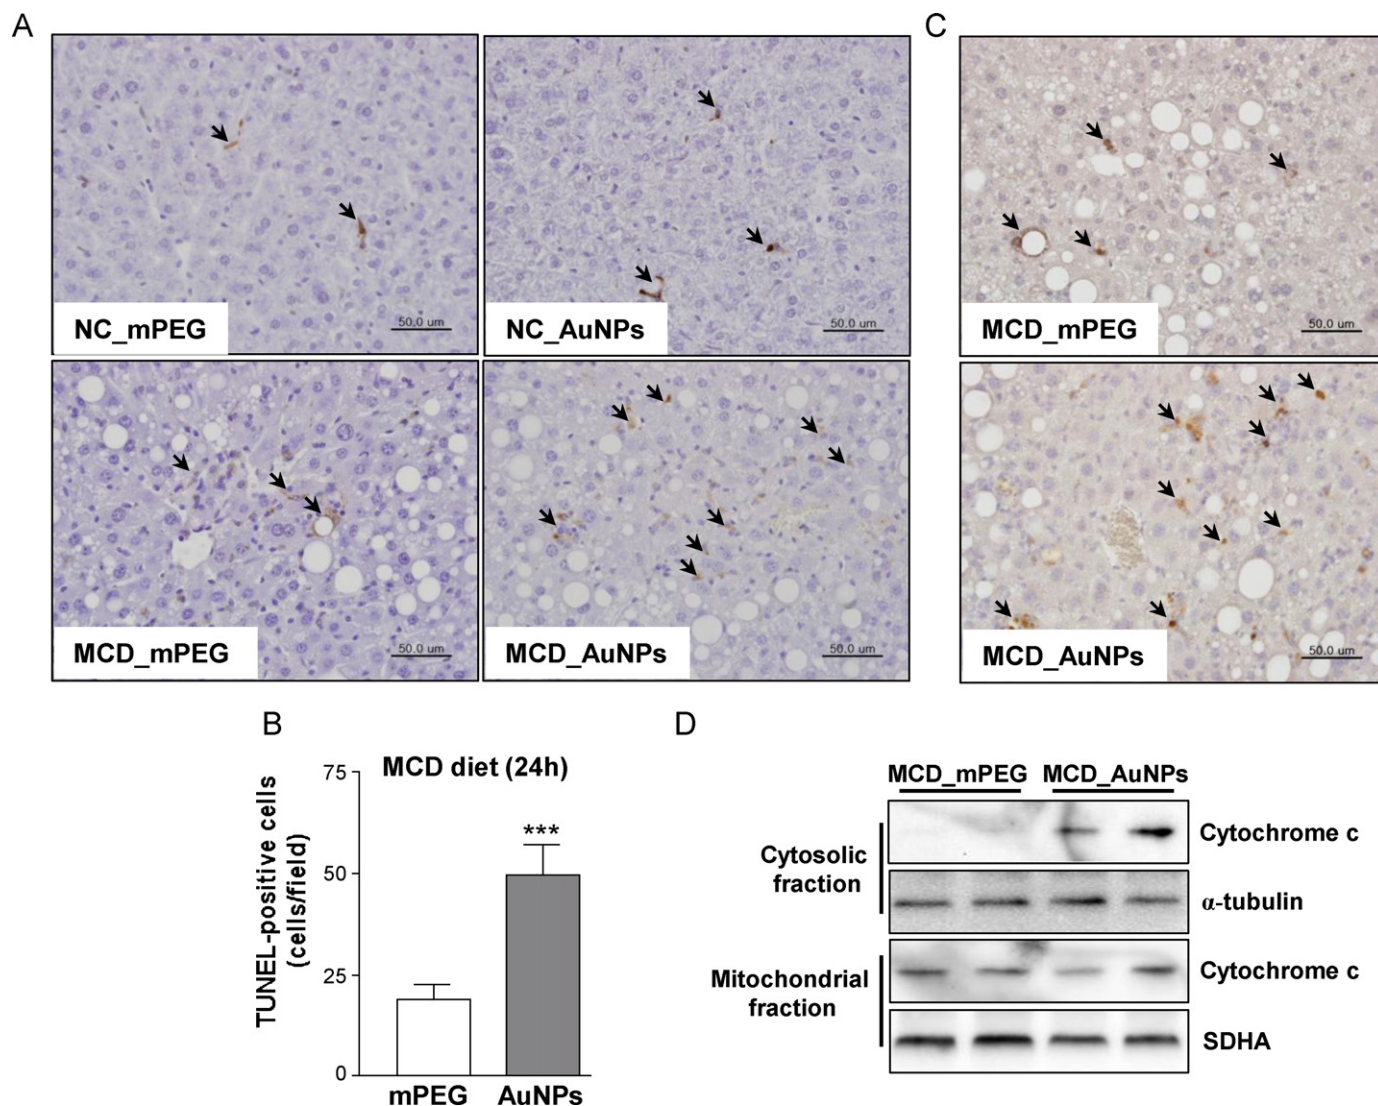 A
C
NC_mPEG
50.0 um
NC_AuNPs
50.0 um
MCD_mPEG
50.0 um
MCD_mPEG
50.0 um
MCD_AuNPs
50.0 um
MCD_AuNPs
50.0 um
B
MCD diet (24h)
TUNEL-positive cells
(cells/field)
75
50
25
0
***
mPEG
AuNPs
D
MCD_mPEG
MCD_AuNPs
Cytosolic
fraction
Cytochrome c
α-tubulin
Mitochondrial
fraction
Cytochrome c
SDHA